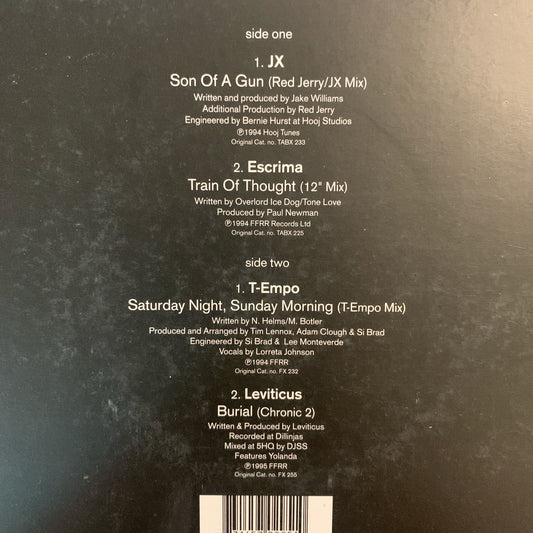 side one
1. JX
Son Of A Gun (Red Jerry/JX Mix)
Written and produced by Jake Williams
Additional Production by Red Jerry
Engineered by Bernie Hurst at Hooj Studios
℗1994 Hooj Tunes
Original Cat. no. TABX 233
2. Escrima
Train Of Thought (12" Mix)
Written by Overlord Ice Dog/Tone Love
Produced by Paul Newman
℗1994 FFRR Records Ltd
Original Cat. no. TABX 225
side two
1. T-Empo
Saturday Night, Sunday Morning (T-Empo Mix)
Written by N. Helms/M. Botler
Produced and Arranged by Tim Lennox, Adam Clough & Si Brad
Engineered by Si Brad & Lee Monteverde
Vocals by Lorreta Johnson
℗1994 FFRR
Original Cat. no. FX 232
2. Leviticus
Burial (Chronic 2)
Written & Produced by Leviticus
Recorded at Dillinjas
Mixed at 5HQ by DJSS
Features Yolanda
℗1995 FFRR
Original Cat. no. FX 255